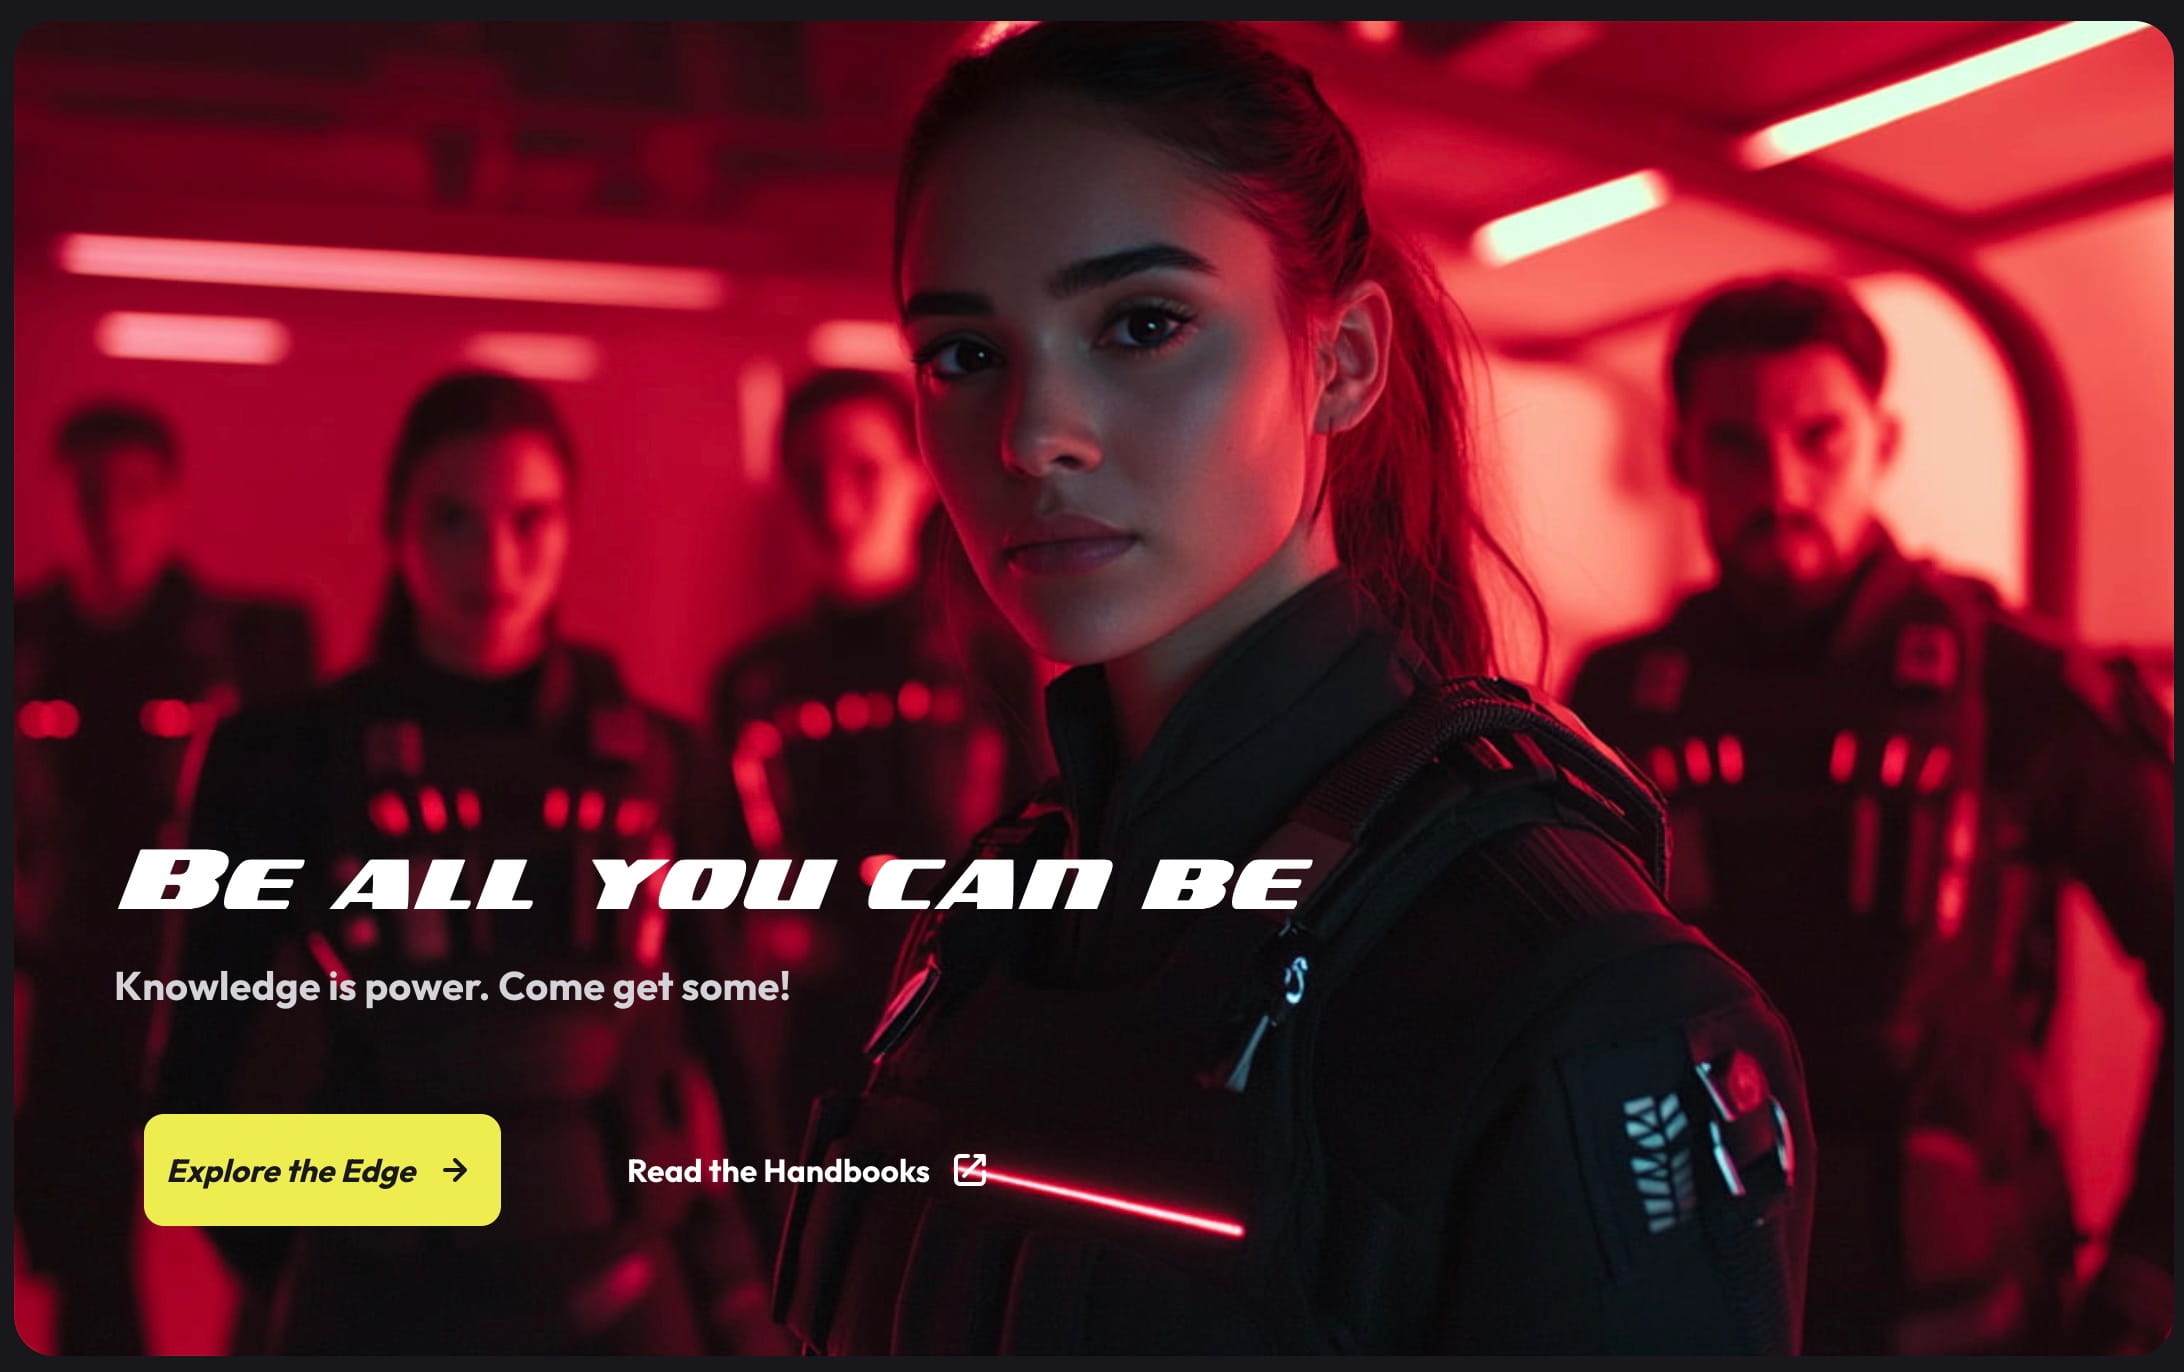 Be all you can be
Knowledge is power. Come get some!
Explore the Edge
Read the Handbooks